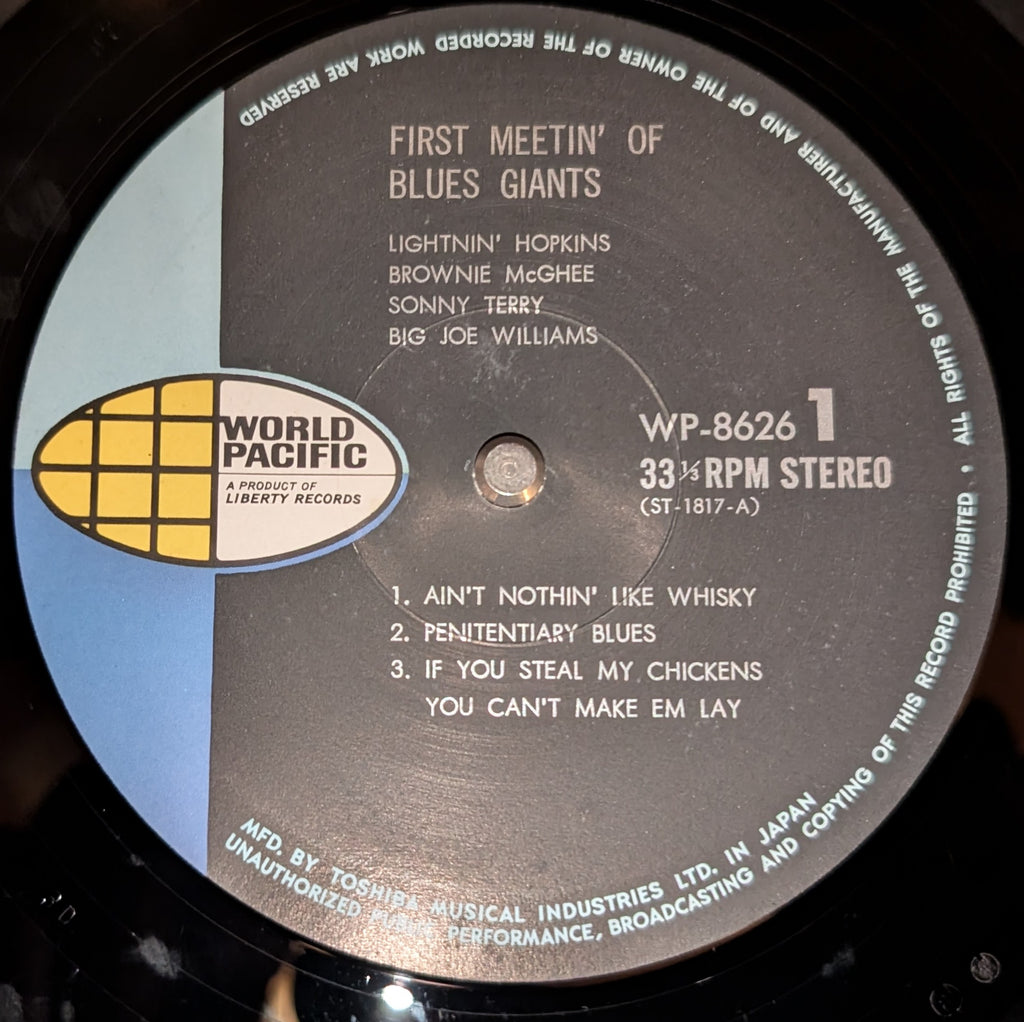 FIRST MEETIN' OF
BLUES GIANTS
LIGHTNIN' HOPKINS
BROWNIE McGHEE
SONNY TERRY
BIG JOE WILLIAMS
WORLD
PACIFIC
A PRODUCT OF
LIBERTY RECORDS
WP-8626 1
33 1/3 RPM STEREO
(ST-1817-A)
1. AIN'T NOTHIN' LIKE WHISKY
2. PENITENTIARY BLUES
3. IF YOU STEAL MY CHICKENS
YOU CAN'T MAKE EM LAY
MFD. BY TOSHIBA MUSICAL INDUSTRIES LTD. IN JAPAN
UNAUTHORIZED PUBLIC PERFORMANCE, BROADCASTING AND COPYING OF THIS RECORD PROHIBITED • • ALL RIGHTS OF THE MANUFACTURER AND OF THE OWNER OF THE RECORDED WORK ARE RESERVED